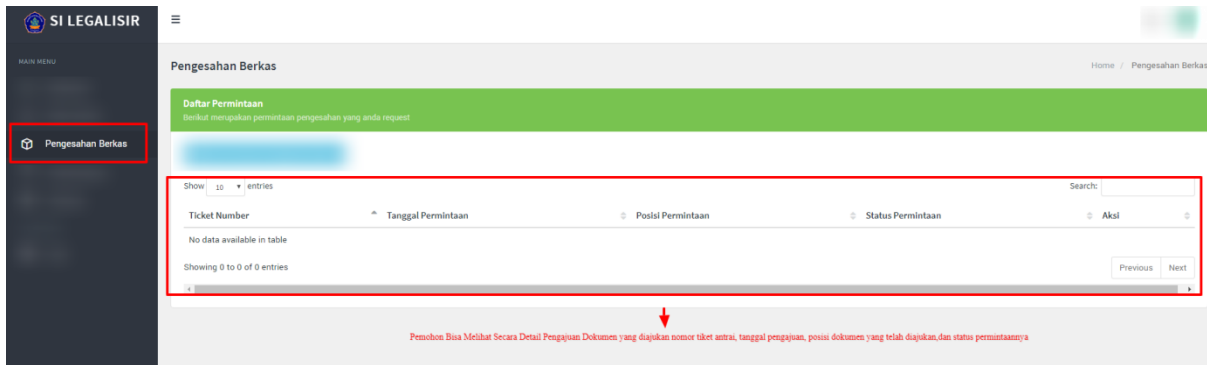 SI LEGALISIR
MAIN MENU
Pengesahan Berkas
Home / Pengesahan Berkas
Daftar Permintaan
Berikut merupakan permintaan pengesahan yang anda request
Pengesahan Berkas
Show 10 entries
Search:
Ticket Number Tanggal Permintaan Posisi Permintaan Status Permintaan Aksi
No data available in table
Showing 0 to 0 of 0 entries
Previous Next
Pemohon Bisa Melihat Secara Detail Pengajuan Dokumen yang diajukan nomor tiket antrai, tanggal pengajuan, posisi dokumen yang telah diajukan,dan status permintaannya